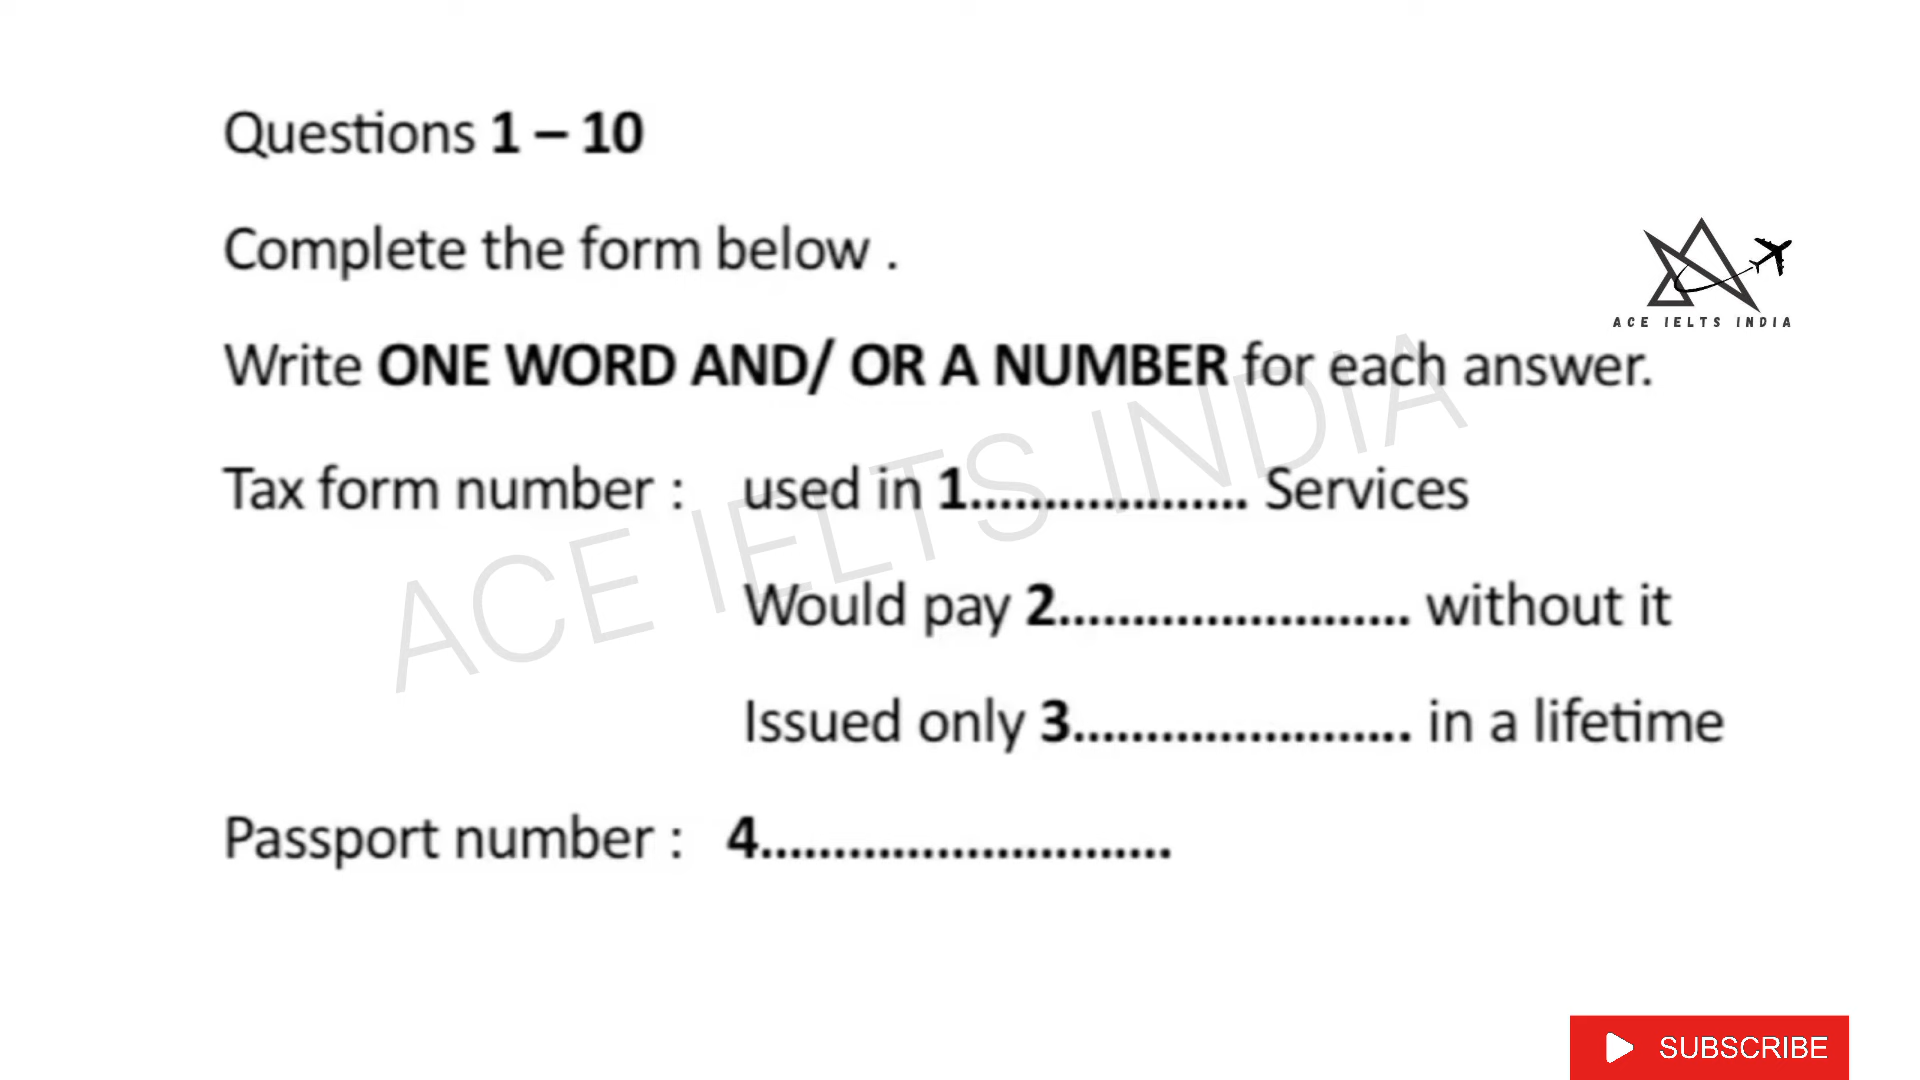 Questions 1 – 10
Complete the form below .
ACE IELTS INDIA
Write ONE WORD AND/ OR A NUMBER for each answer.
Tax form number : used in 1................... Services
ACE IELTS INDIA
Would pay 2........................ without it
Issued only 3....................... in a lifetime
Passport number : 4............................
SUBSCRIBE